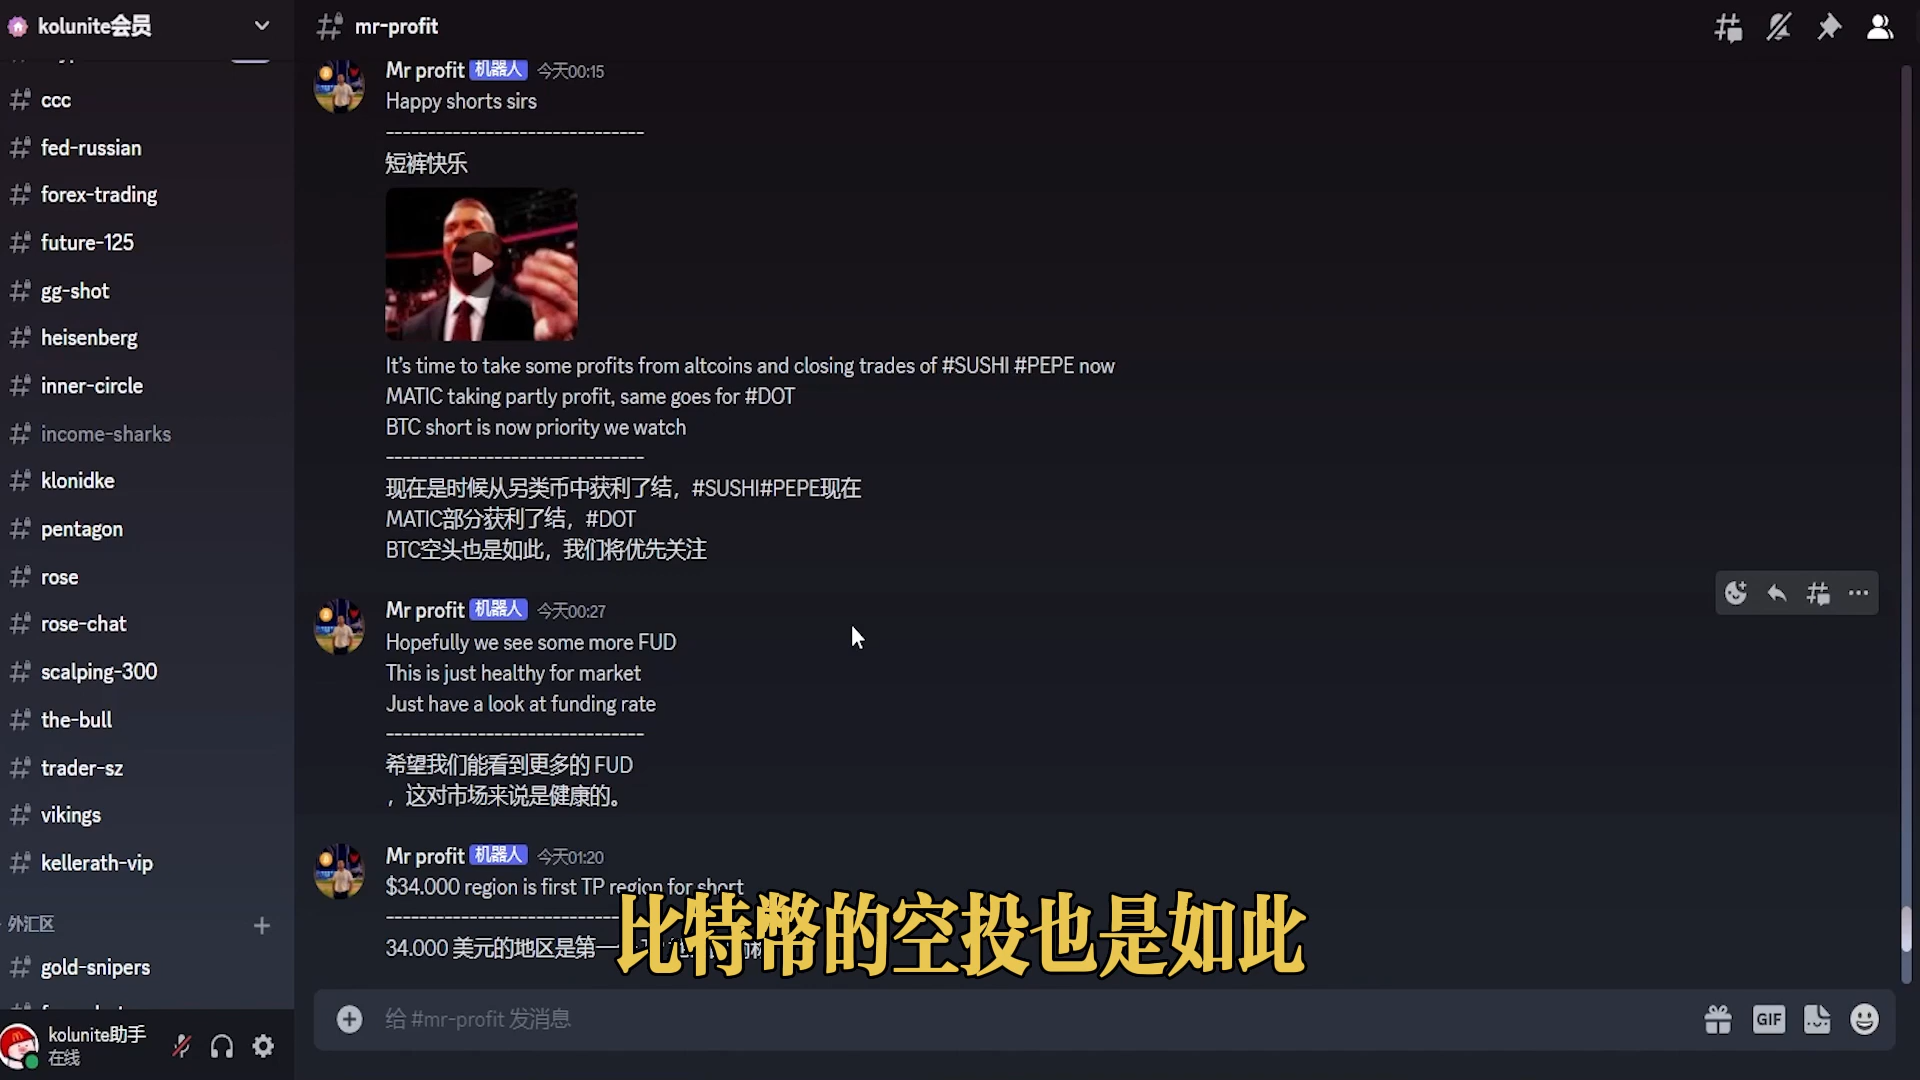 kolunite会员
ccc
fed-russian
forex-trading
future-125
gg-shot
heisenberg
inner-circle
income-sharks
klonidke
pentagon
rose
rose-chat
scalping-300
the-bull
trader-sz
vikings
kellerath-vip
外汇区
gold-snipers
kolunite助手
在线
mr-profit
Mr profit 机器人 今天00:15
Happy shorts sirs
-------------------------------
短裤快乐
It's time to take some profits from altcoins and closing trades of #SUSHI #PEPE now
MATIC taking partly profit, same goes for #DOT
BTC short is now priority we watch
-------------------------------
现在是时候从另类币中获利了结，#SUSHI#PEPE现在
MATIC部分获利了结，#DOT
BTC空头也是如此，我们将优先关注
Mr profit 机器人 今天00:27
Hopefully we see some more FUD
This is just healthy for market
Just have a look at funding rate
-------------------------------
希望我们能看到更多的 FUD
，这对市场来说是健康的。
Mr profit 机器人 今天01:20
$34.000 region is first TP region for short
-------------------------------
34.000 美元的地区是第一
比特幣的空投也是如此
给 #mr-profit 发消息
GIF